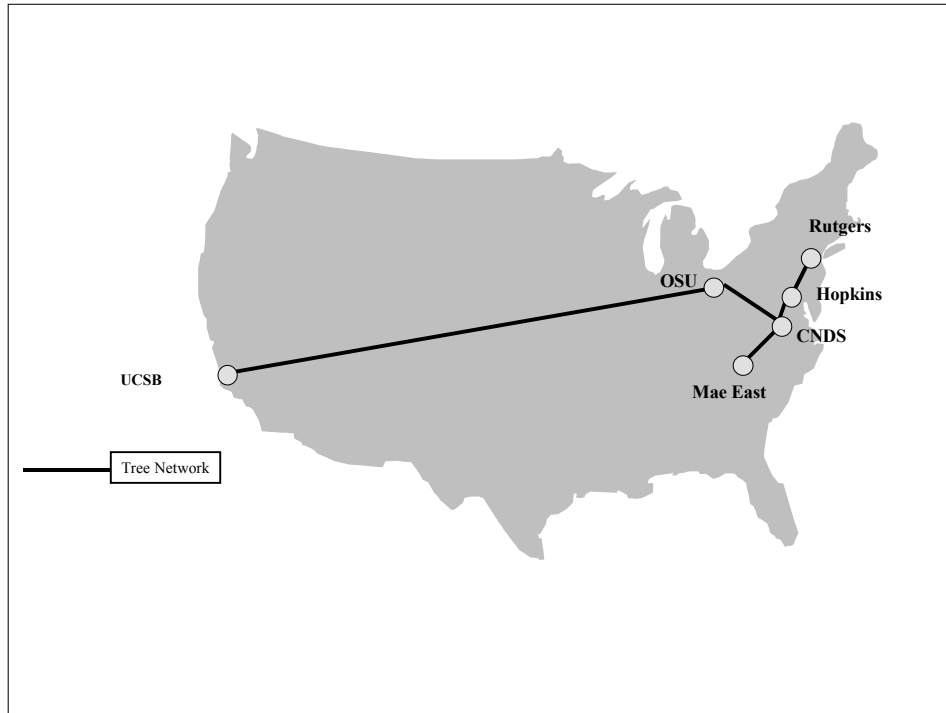 Rutgers
OSU
Hopkins
CNDS
UCSB
Mae East
Tree Network